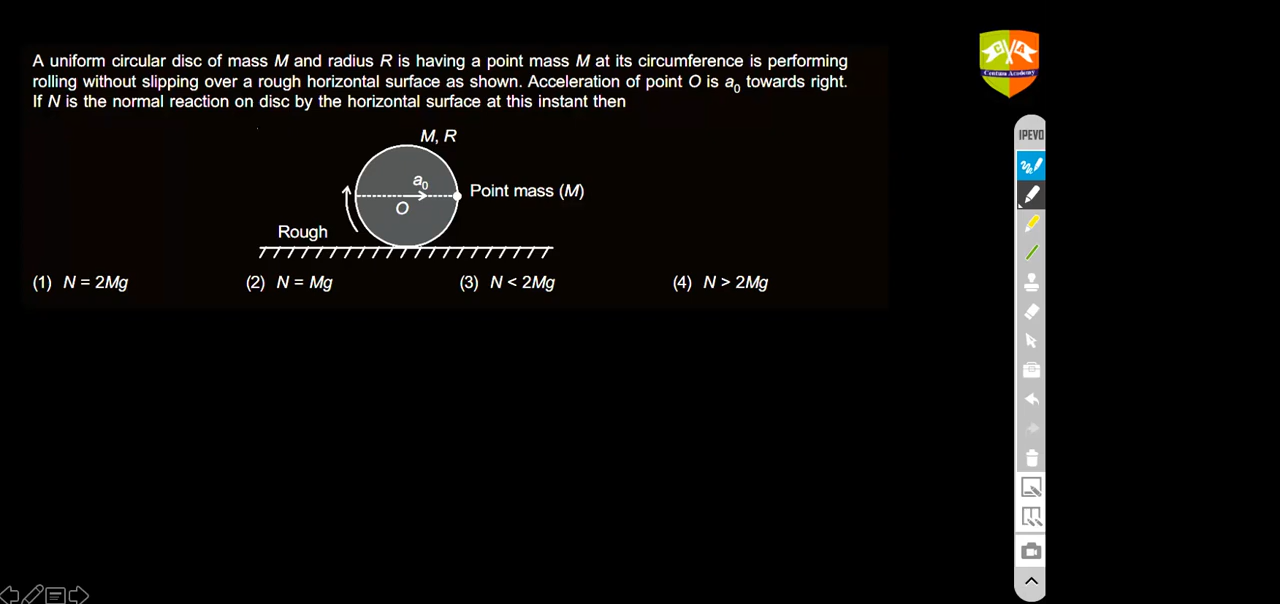 A uniform circular disc of mass M and radius R is having a point mass M at its circumference is performing
rolling without slipping over a rough horizontal surface as shown. Acceleration of point O is a₀ towards right.
If N is the normal reaction on disc by the horizontal surface at this instant then
M, R
a₀
Point mass (M)
O
Rough
(1) N = 2Mg (2) N = Mg (3) N < 2Mg (4) N > 2Mg
C A
Centum Academy
IPEVO